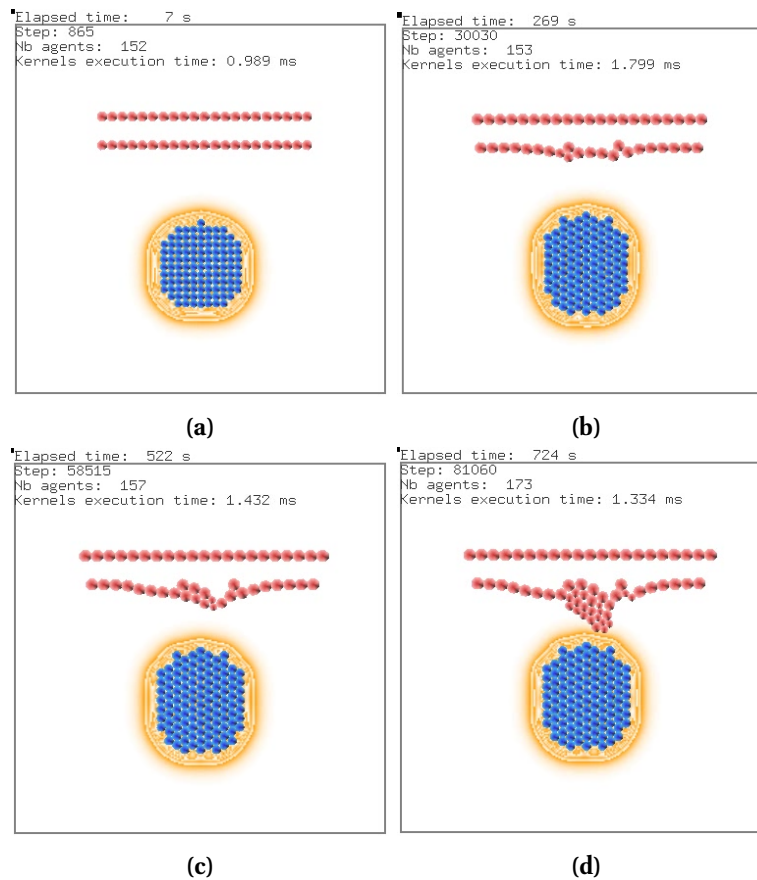 Elapsed time: 7 s
Step: 865
Nb agents: 152
Kernels execution time: 0.989 ms
Elapsed time: 269 s
Step: 30030
Nb agents: 153
Kernels execution time: 1.799 ms
(a)
(b)
Elapsed time: 522 s
Step: 58515
Nb agents: 157
Kernels execution time: 1.432 ms
Elapsed time: 724 s
Step: 81060
Nb agents: 173
Kernels execution time: 1.334 ms
(c)
(d)